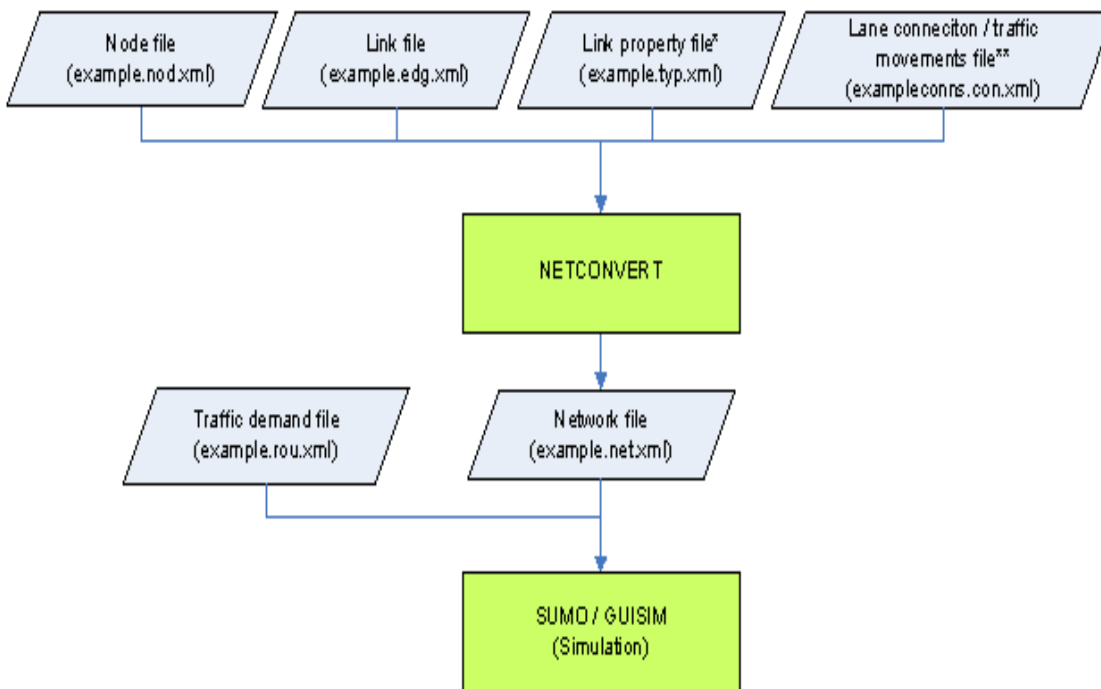 Node file
(example.nod.xml)
Link file
(example.edg.xml)
Link property file*
(example.typ.xml)
Lane conneciton / traffic
movements file**
(exampleconns.con.xml)
NETCONVERT
Traffic demand file
(example.rou.xml)
Network file
(example.net.xml)
SUMO / GUISIM
(Simulation)